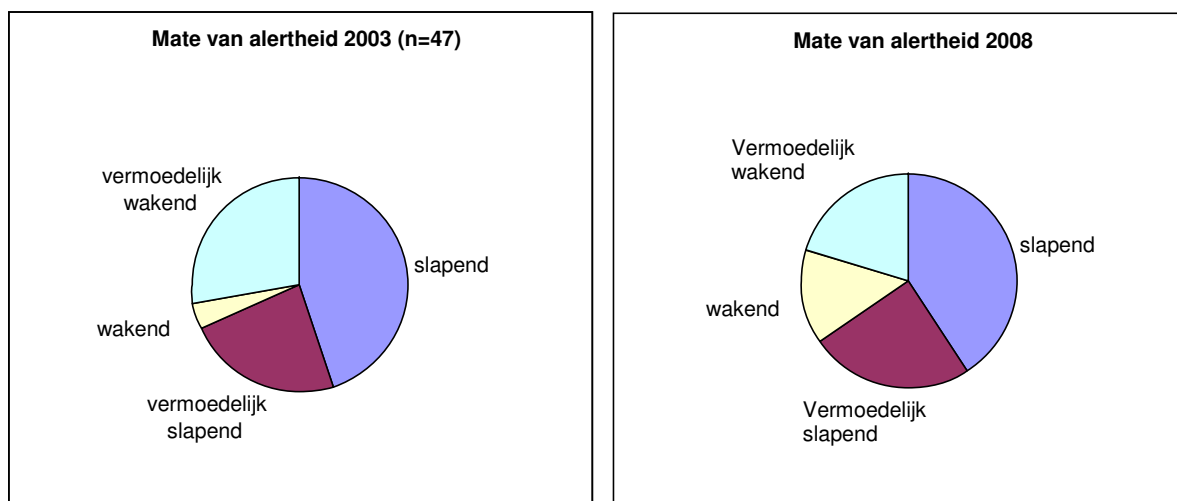 Mate van alertheid 2003 (n=47)
vermoedelijk
wakend
slapend
wakend
vermoedelijk
slapend
Mate van alertheid 2008
Vermoedelijk
wakend
slapend
wakend
Vermoedelijk
slapend